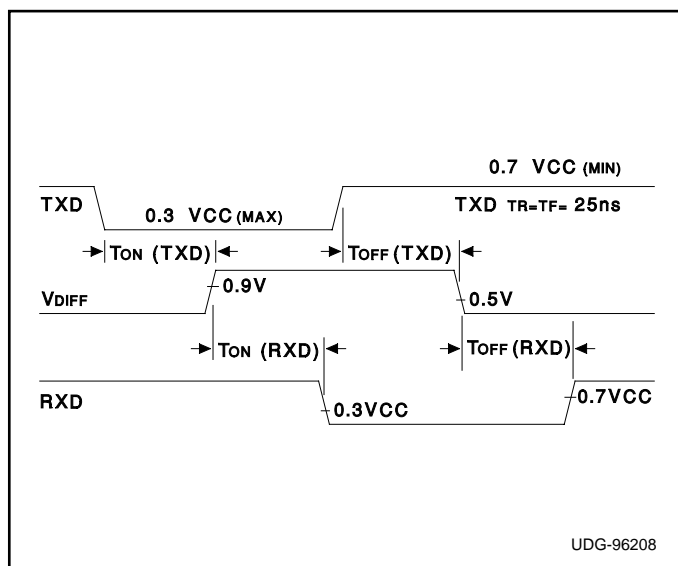 0.7 VCC (MIN)
TXD
0.3 VCC (MAX)
TXD TR=TF= 25ns
TON (TXD)
TOFF (TXD)
0.9V
VDIFF
0.5V
TON (RXD)
TOFF (RXD)
RXD
0.3VCC
0.7VCC
UDG-96208